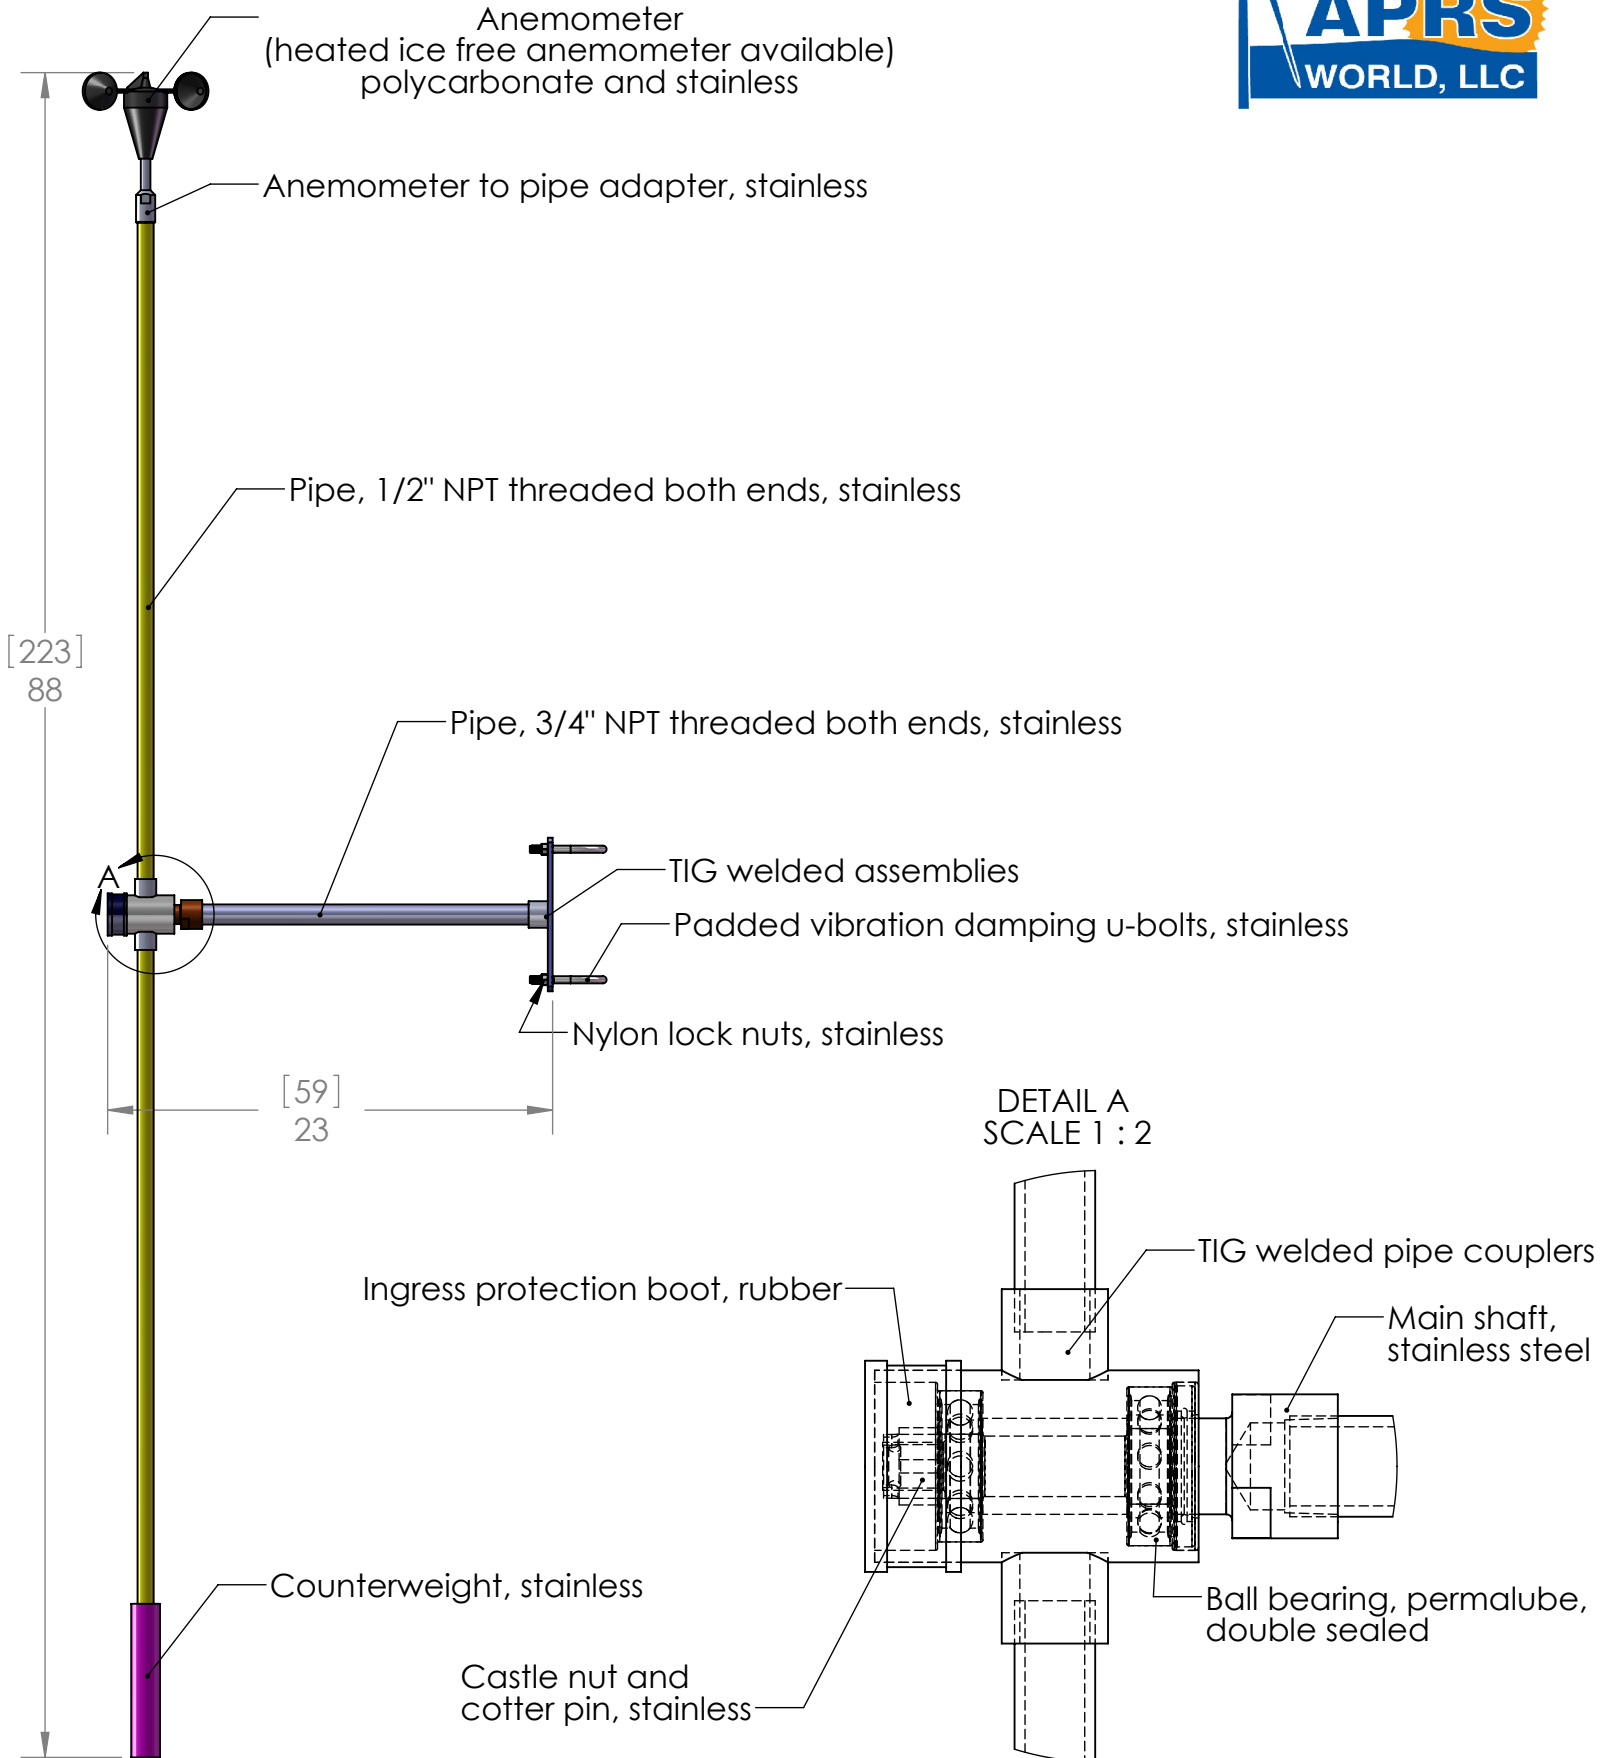 Anemometer
(heated ice free anemometer available)
polycarbonate and stainless
APRS
WORLD, LLC
Anemometer to pipe adapter, stainless
Pipe, 1/2" NPT threaded both ends, stainless
[223]
88
Pipe, 3/4" NPT threaded both ends, stainless
A
TIG welded assemblies
Padded vibration damping u-bolts, stainless
Nylon lock nuts, stainless
[59]
23
DETAIL A
SCALE 1 : 2
TIG welded pipe couplers
Ingress protection boot, rubber
Main shaft,
stainless steel
Counterweight, stainless
Ball bearing, permalube,
double sealed
Castle nut and
cotter pin, stainless